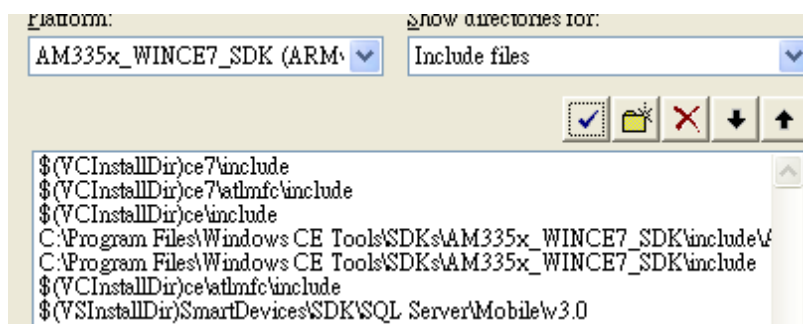 Platform:
Show directories for:
AM335x_WINCE7_SDK (ARM
Include files
$(VCInstallDir)ce7\include
$(VCInstallDir)ce7\atlmfc\include
$(VCInstallDir)ce\include
C:\Program Files\Windows CE Tools\SDKs\AM335x_WINCE7_SDK\include\A
C:\Program Files\Windows CE Tools\SDKs\AM335x_WINCE7_SDK\include
$(VCInstallDir)ce\atlmfc\include
$(VSInstallDir)SmartDevices\SDK\SQL Server\Mobile\v3.0